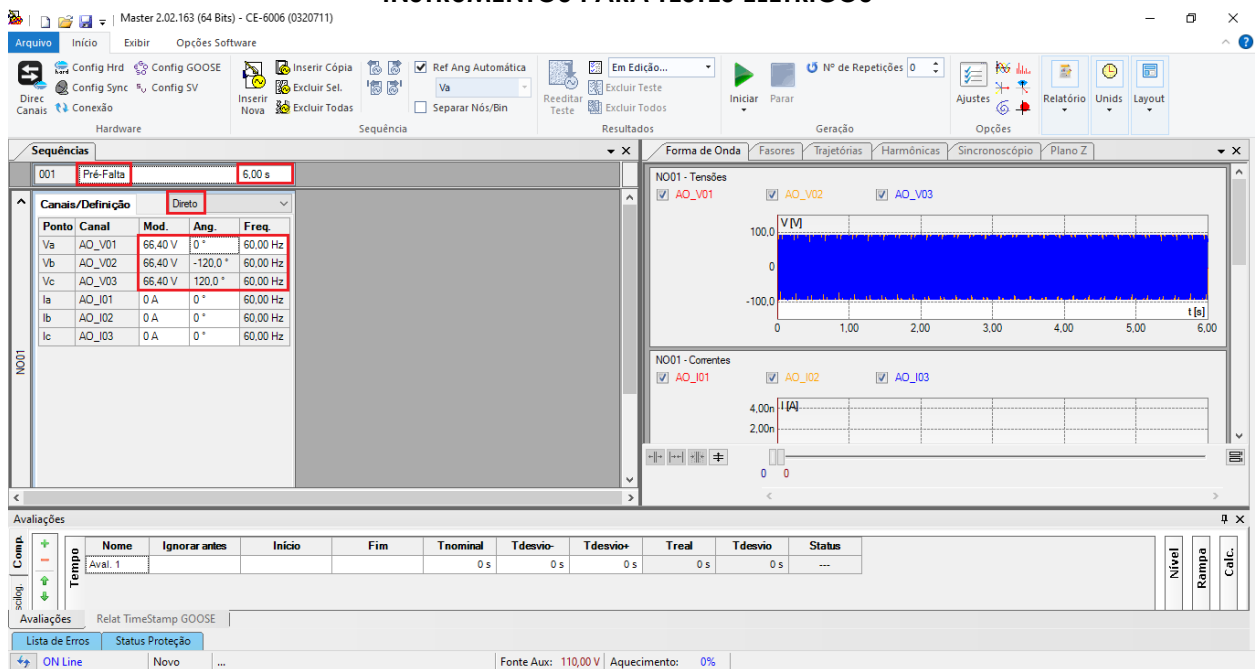 INSTRUMENTOS PARA TESTES ELÉTRICOS
Master 2.02.163 (64 Bits) - CE-6006 (0320711)
Arquivo Início Exibir Opções Software
Direc Canais
Config Hrd Config GOOSE
Config Sync Config SV
Conexão
Hardware
Inserir Nova
Inserir Cópia
Excluir Sel.
Excluir Todas
Ref Ang Automática
Va
Separar Nós/Bin
Sequência
Reeditar Teste
Em Edição...
Excluir Teste
Excluir Todos
Resultados
Iniciar Parar
Nº de Repetições 0
Geração
Ajustes
Opções
Relatório Unids Layout
Sequências
001 Pré-Falta 6,00 s
Canais/Definição Direto
Ponto Canal Mod. Ang. Freq.
Va AO_V01 66,40 V 0 ° 60,00 Hz
Vb AO_V02 66,40 V -120,0 ° 60,00 Hz
Vc AO_V03 66,40 V 120,0 ° 60,00 Hz
Ia AO_I01 0 A 0 ° 60,00 Hz
Ib AO_I02 0 A 0 ° 60,00 Hz
Ic AO_I03 0 A 0 ° 60,00 Hz
NO01
Forma de Onda Fasores Trajetórias Harmônicas Sincronoscópio Plano Z
NO01 - Tensões
AO_V01 AO_V02 AO_V03
V [V]
100,0
0
-100,0
t [s]
0 1,00 2,00 3,00 4,00 5,00 6,00
NO01 - Correntes
AO_I01 AO_I02 AO_I03
I [A]
4,00n
2,00n
0 0
Avaliações
Comp.
Tempo
Nome Ignorar antes Início Fim Tnominal Tdesvio- Tdesvio+ Treal Tdesvio Status
Aval. 1 0 s 0 s 0 s 0 s 0 s ---
Nível
Rampa
Calc.
Avaliações Relat TimeStamp GOOSE
Lista de Erros Status Proteção
ON Line Novo ... Fonte Aux: 110,00 V Aquecimento: 0%